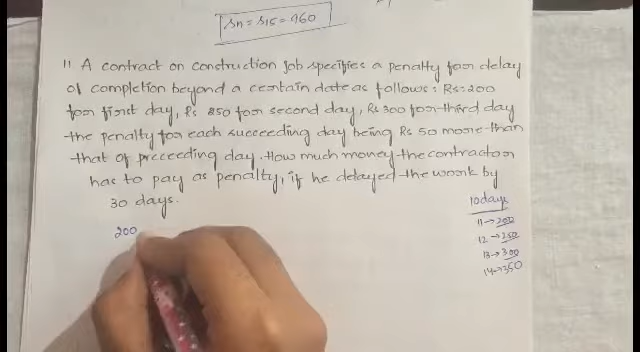 Sn = S15 = 960
11 A contract on construction job specifies a penalty for delay
of completion beyond a certain date as follows: Rs.200
for first day, Rs 250 for second day, Rs 300 for third day
the penalty for each succeeding day being Rs 50 more than
that of preceeding day. How much money the contractor
has to pay as penalty, if he delayed the work by
30 days.
10days
11 → 200
12 → 250
13 → 300
14 → 350
200